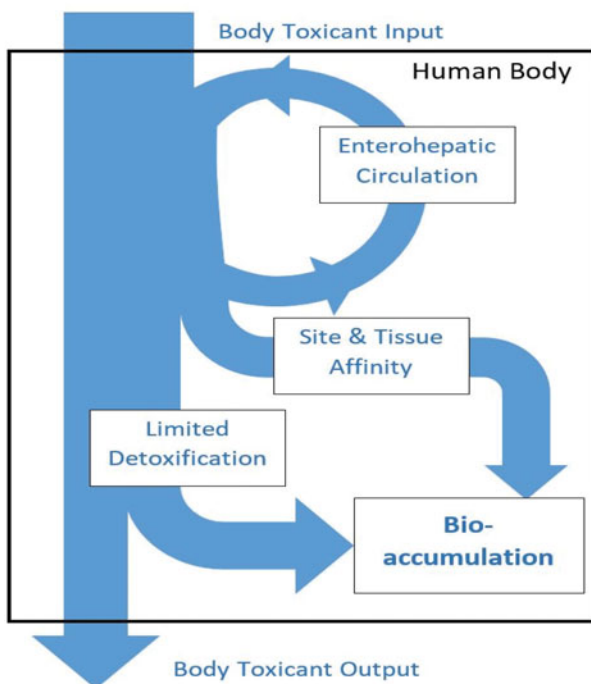 Body Toxicant Input
Human Body
Enterohepatic
Circulation
Site & Tissue
Affinity
Limited
Detoxification
Bio-
accumulation
Body Toxicant Output